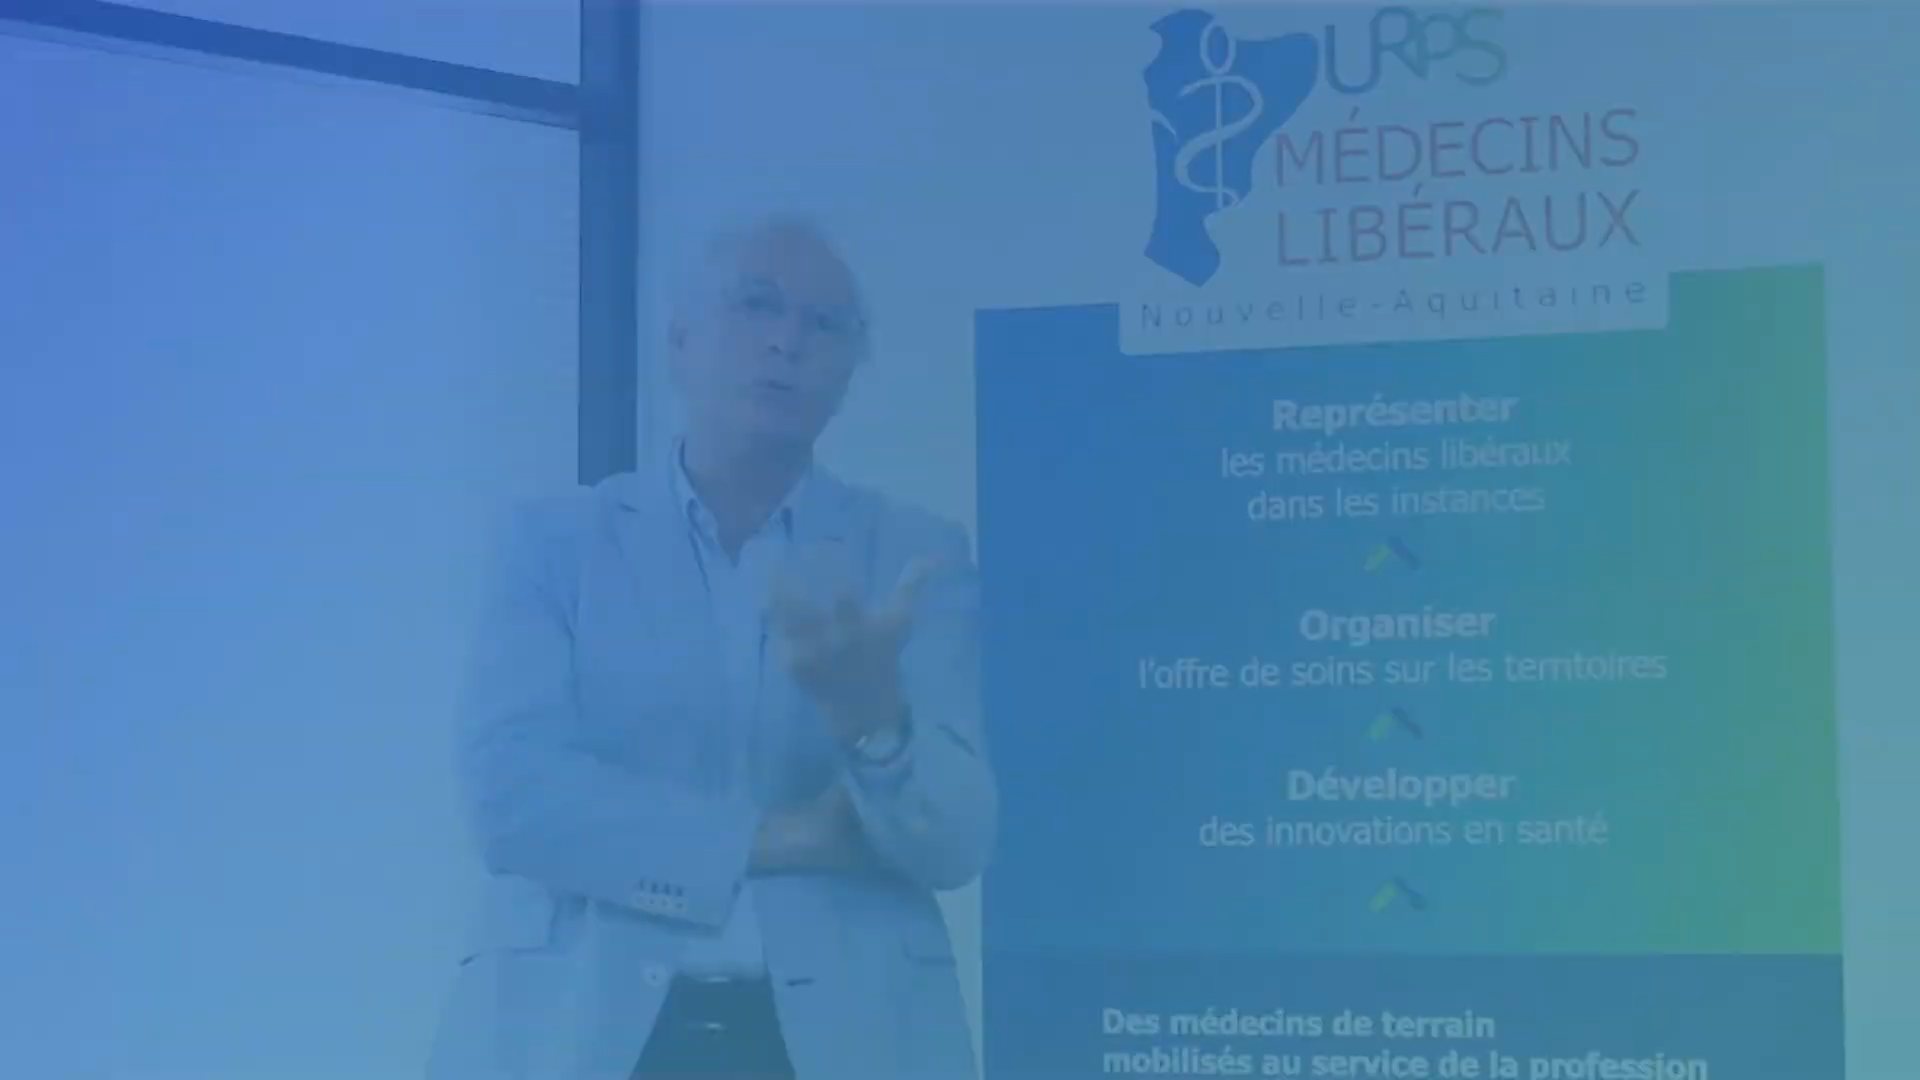 URPS
MÉDECINS
LIBÉRAUX
Nouvelle-Aquitaine
Représenter
les médecins libéraux
dans les instances
Organiser
l'offre de soins sur les territoires
Développer
des innovations en santé
Des médecins de terrain
mobilisés au service de la profession